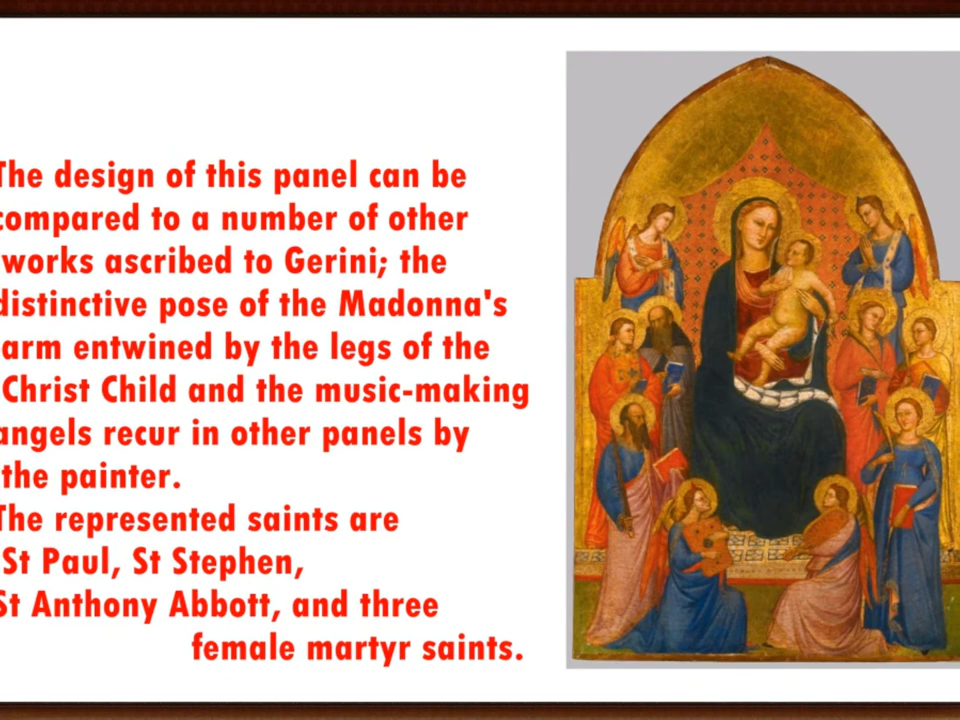 The design of this panel can be
compared to a number of other
works ascribed to Gerini; the
distinctive pose of the Madonna's
arm entwined by the legs of the
Christ Child and the music-making
angels recur in other panels by
the painter.
The represented saints are
St Paul, St Stephen,
St Anthony Abbott, and three
female martyr saints.